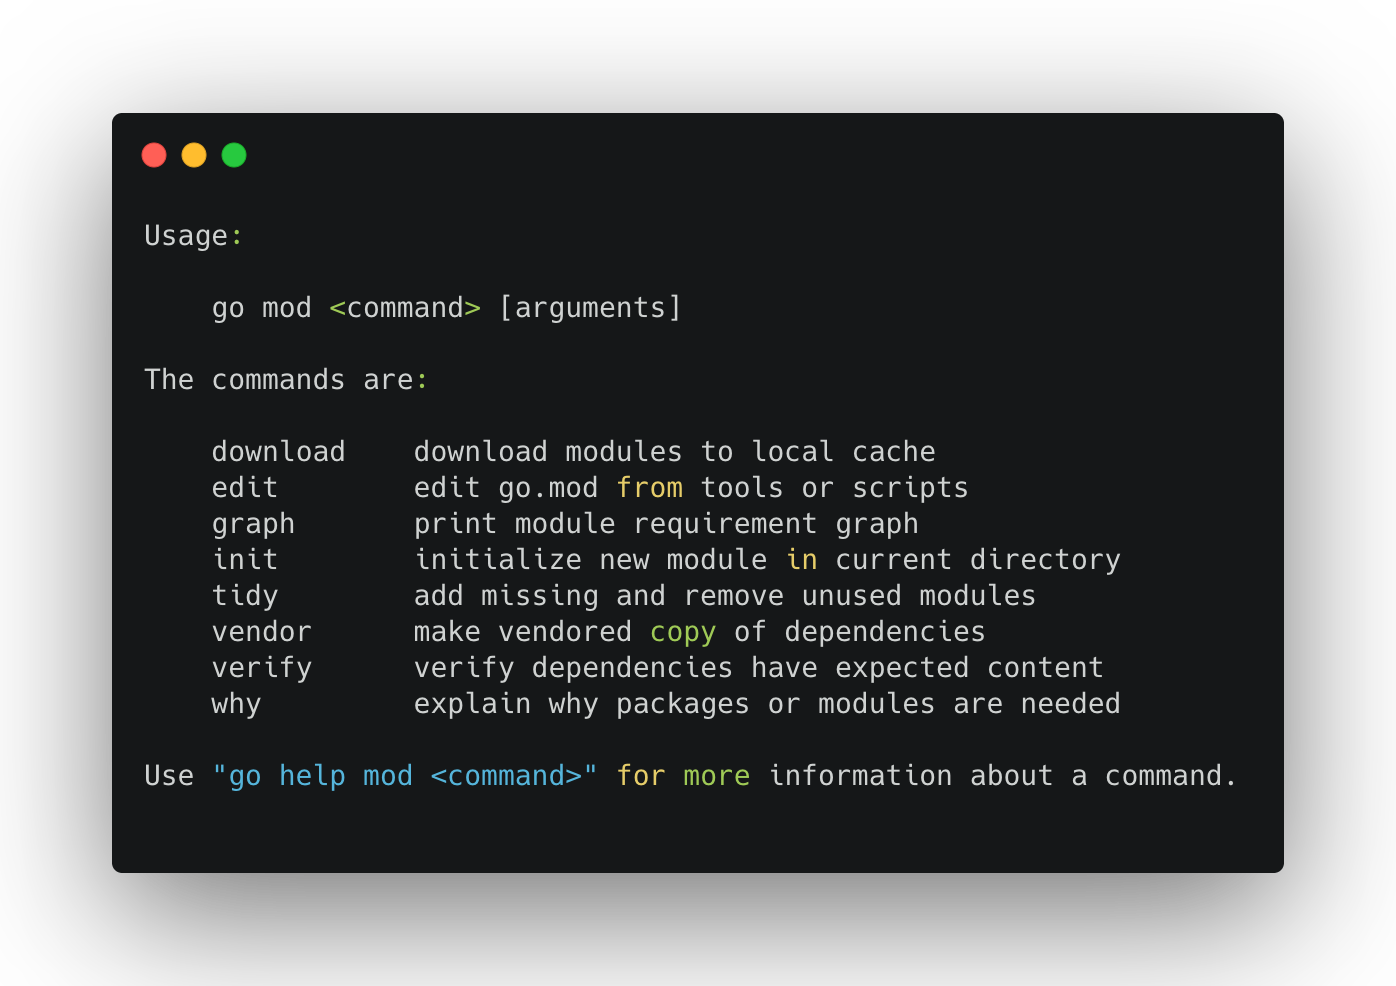 Usage:
go mod <command> [arguments]
The commands are:
download    download modules to local cache
edit        edit go.mod from tools or scripts
graph       print module requirement graph
init        initialize new module in current directory
tidy        add missing and remove unused modules
vendor      make vendored copy of dependencies
verify      verify dependencies have expected content
why         explain why packages or modules are needed
Use "go help mod <command>" for more information about a command.